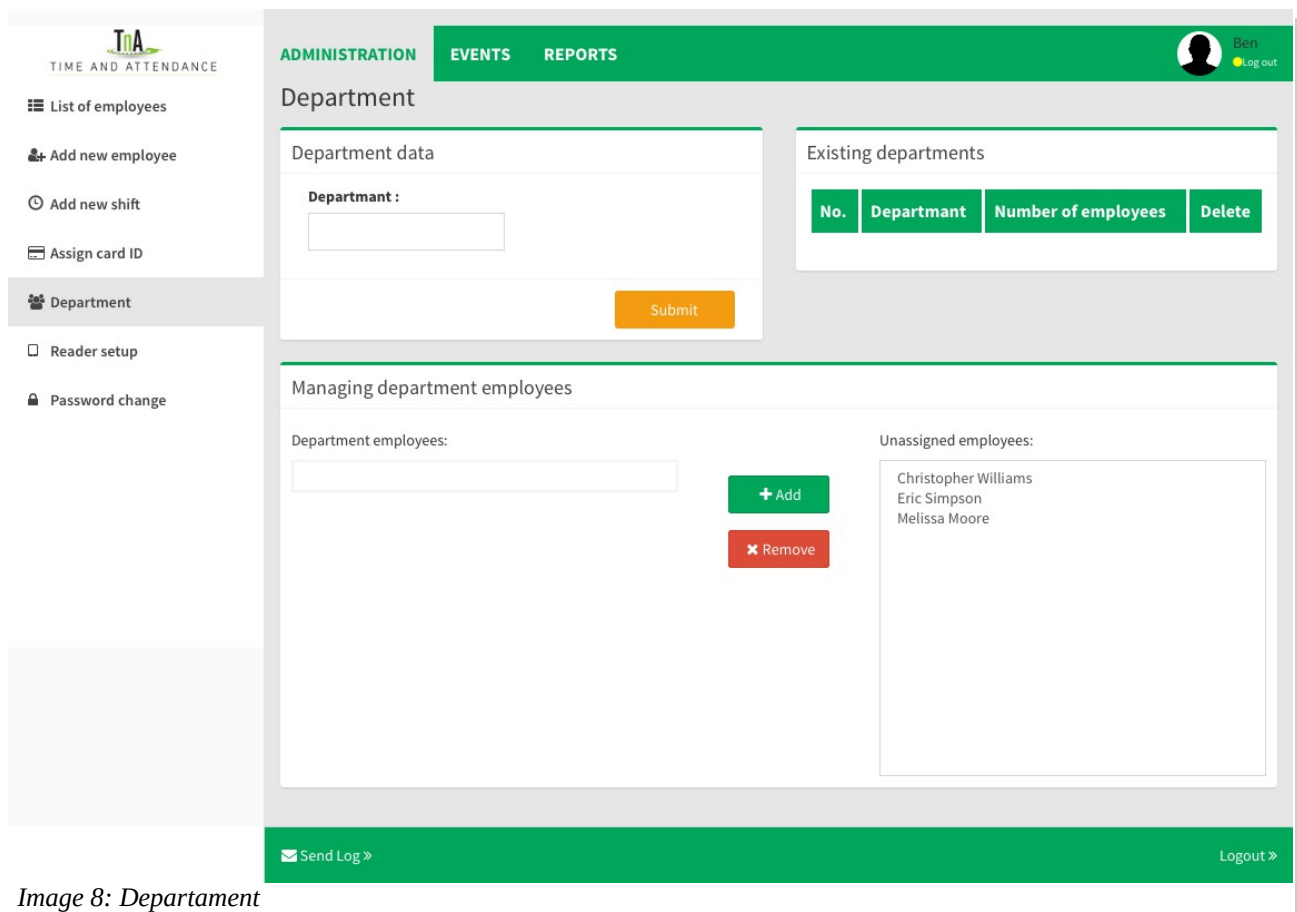 TnA
TIME AND ATTENDANCE
List of employees
Add new employee
Add new shift
Assign card ID
Department
Reader setup
Password change
ADMINISTRATION EVENTS REPORTS
Ben
Log out
Department
Department data
Departmant :
Submit
Existing departments
No. Departmant Number of employees Delete
Managing department employees
Department employees:
Add
Remove
Unassigned employees:
Christopher Williams
Eric Simpson
Melissa Moore
Send Log »
Logout »
Image 8: Departament